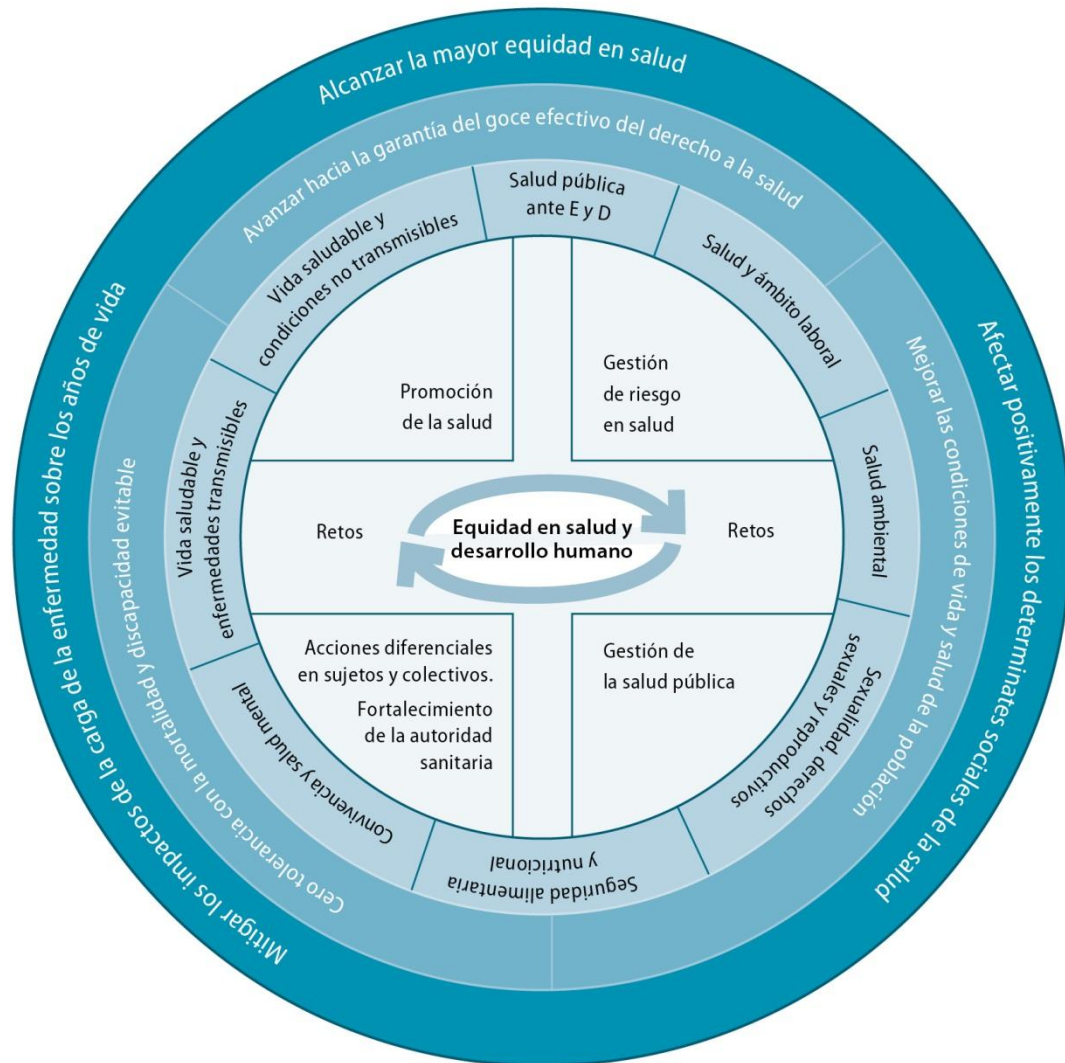 Alcanzar la mayor equidad en salud
Afectar positivamente los determinates sociales de la salud
Mitigar los impactos de la carga de la enfermedad sobre los años de vida
Avanzar hacia la garantía del goce efectivo del derecho a la salud
Mejorar las condiciones de vida y salud de la población
Cero tolerancia con la mortalidad y discapacidad evitable
Salud pública
ante E y D
Salud y ámbito laboral
Salud ambiental
Sexualidad, derechos
sexuales y reproductivos
Seguridad alimentaria
y nutricional
Convivencia y salud mental
Vida saludable y
enfermedades transmisibles
Vida saludable y
condiciones no transmisibles
Promoción
de la salud
Gestión
de riesgo
en salud
Retos
Equidad en salud y
desarrollo humano
Retos
Acciones diferenciales
en sujetos y colectivos.
Fortalecimiento
de la autoridad
sanitaria
Gestión de
la salud pública